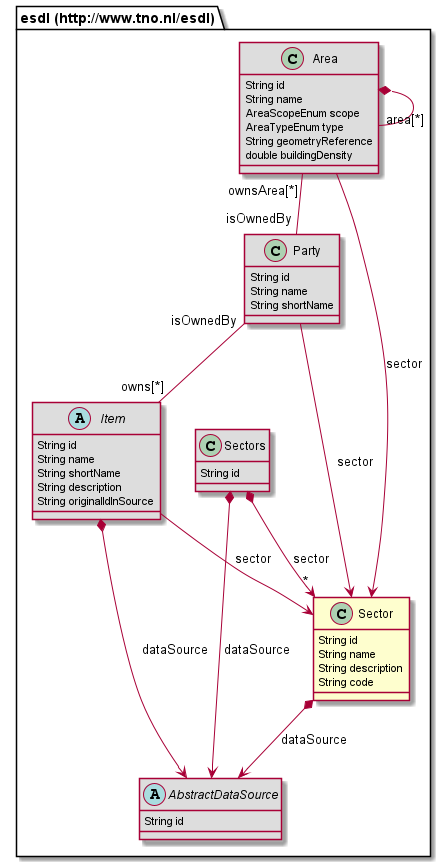 esdl (http://www.tno.nl/esdl)
C Area
String id
String name
AreaScopeEnum scope
AreaTypeEnum type
String geometryReference
double buildingDensity
area[*]
ownsArea[*]
isOwnedBy
C Party
String id
String name
String shortName
isOwnedBy
sector
owns[*]
sector
A Item
String id
String name
String shortName
String description
String originalIdInSource
C Sectors
String id
sector
sector
*
C Sector
String id
String name
String description
String code
dataSource
dataSource
dataSource
A AbstractDataSource
String id